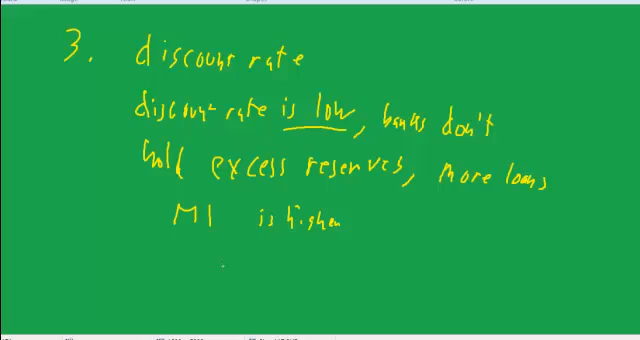 3. discount rate
discount rate is low, banks don't
hold excess reserves, more loans
M1 is higher